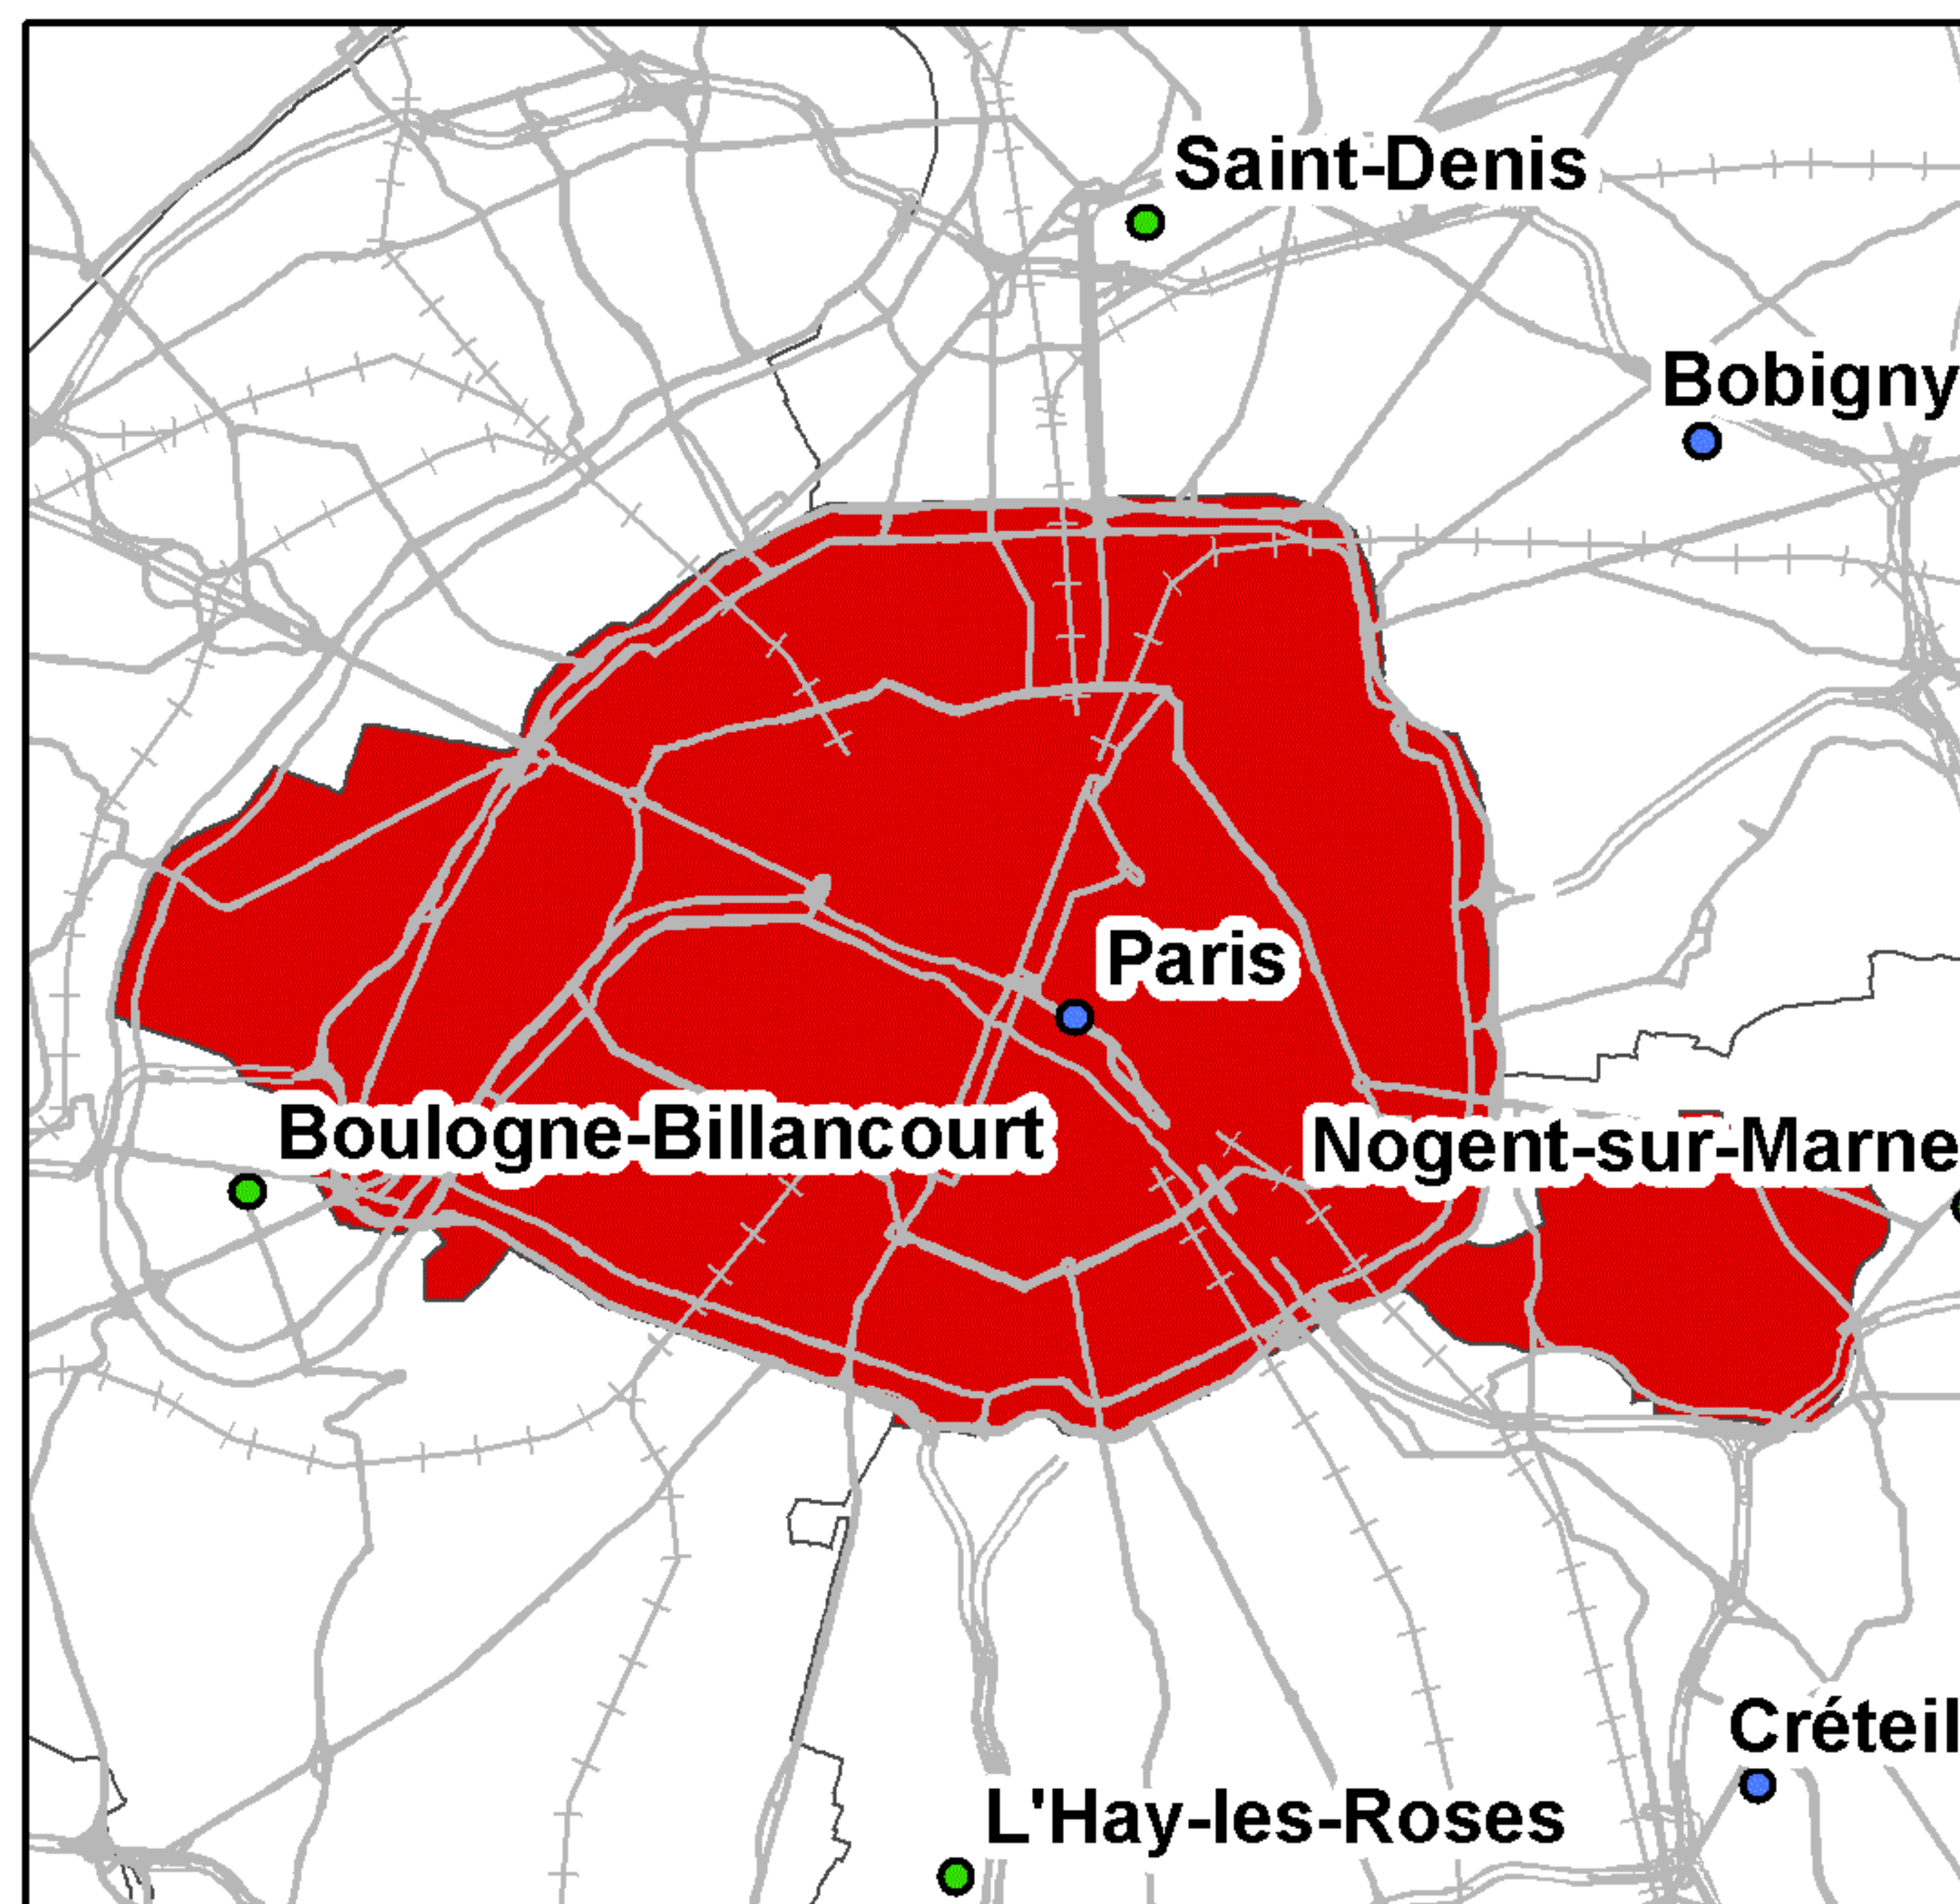 Saint-Denis
Bobigny
Paris
Boulogne-Billancourt
Nogent-sur-Marne
Créteil
L'Hay-les-Roses